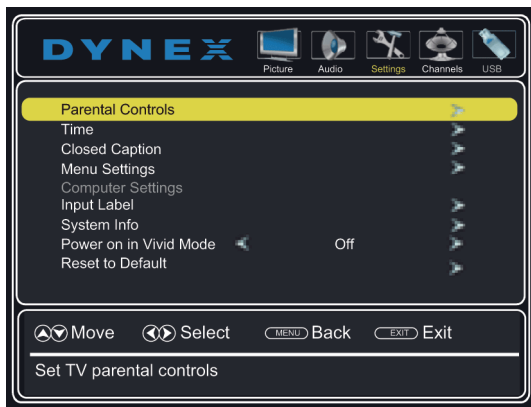 DYNEX
Picture Audio Settings Channels USB
Parental Controls
Time
Closed Caption
Menu Settings
Computer Settings
Input Label
System Info
Power on in Vivid Mode Off
Reset to Default
Move Select MENU Back EXIT Exit
Set TV parental controls